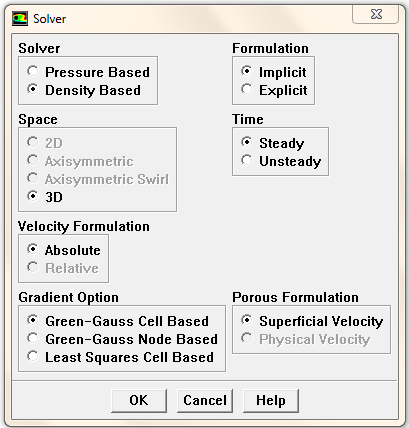 Solver
Solver
Pressure Based
Density Based
Formulation
Implicit
Explicit
Space
2D
Axisymmetric
Axisymmetric Swirl
3D
Time
Steady
Unsteady
Velocity Formulation
Absolute
Relative
Gradient Option
Green-Gauss Cell Based
Green-Gauss Node Based
Least Squares Cell Based
Porous Formulation
Superficial Velocity
Physical Velocity
OK Cancel Help